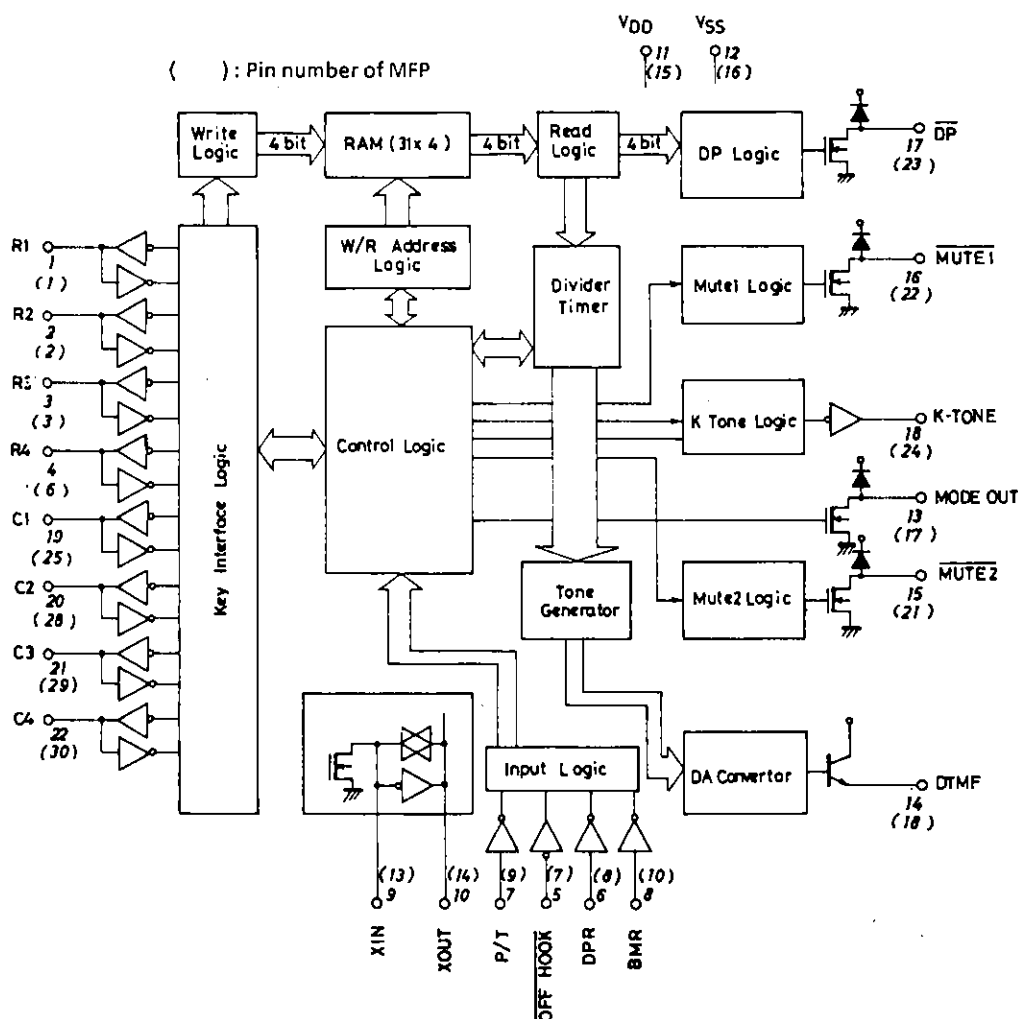 VDD
VSS
11
(15)
12
(16)
( ) : Pin number of MFP
Write Logic
4 bit
RAM (31x 4)
4 bit
Read Logic
4 bit
DP Logic
DP
17
(23)
R1
1
(1)
R2
2
(2)
R3
3
(3)
R4
4
(6)
C1
19
(25)
C2
20
(28)
C3
21
(29)
C4
22
(30)
Key Interface Logic
W/R Address Logic
Control Logic
Divider Timer
Mute1 Logic
MUTE1
16
(22)
K Tone Logic
K-TONE
18
(24)
MODE OUT
13
(17)
Tone Generator
Mute2 Logic
MUTE2
15
(21)
Input Logic
DA Convertor
DTMF
14
(18)
(13)
9
XIN
(14)
10
XOUT
(9)
7
P/T
(7)
5
OFF HOOK
(8)
6
DPR
(10)
8
BMR